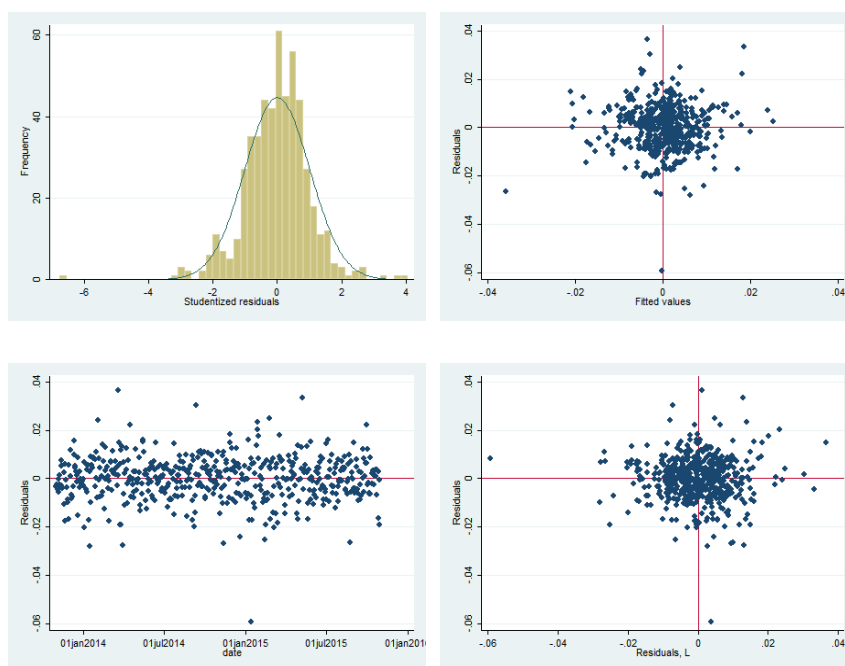 60
40
20
0
Frequency
-6 -4 -2 0 2 4
Studentized residuals
.04
.02
0
-.02
-.04
-.06
Residuals
-.04 -.02 0 .02 .04
Fitted values
.04
.02
0
-.02
-.04
-.06
Residuals
01jan2014 01jul2014 01jan2015 01jul2015 01jan2016
date
.04
.02
0
-.02
-.04
-.06
Residuals
-.06 -.04 -.02 0 .02 .04
Residuals, L